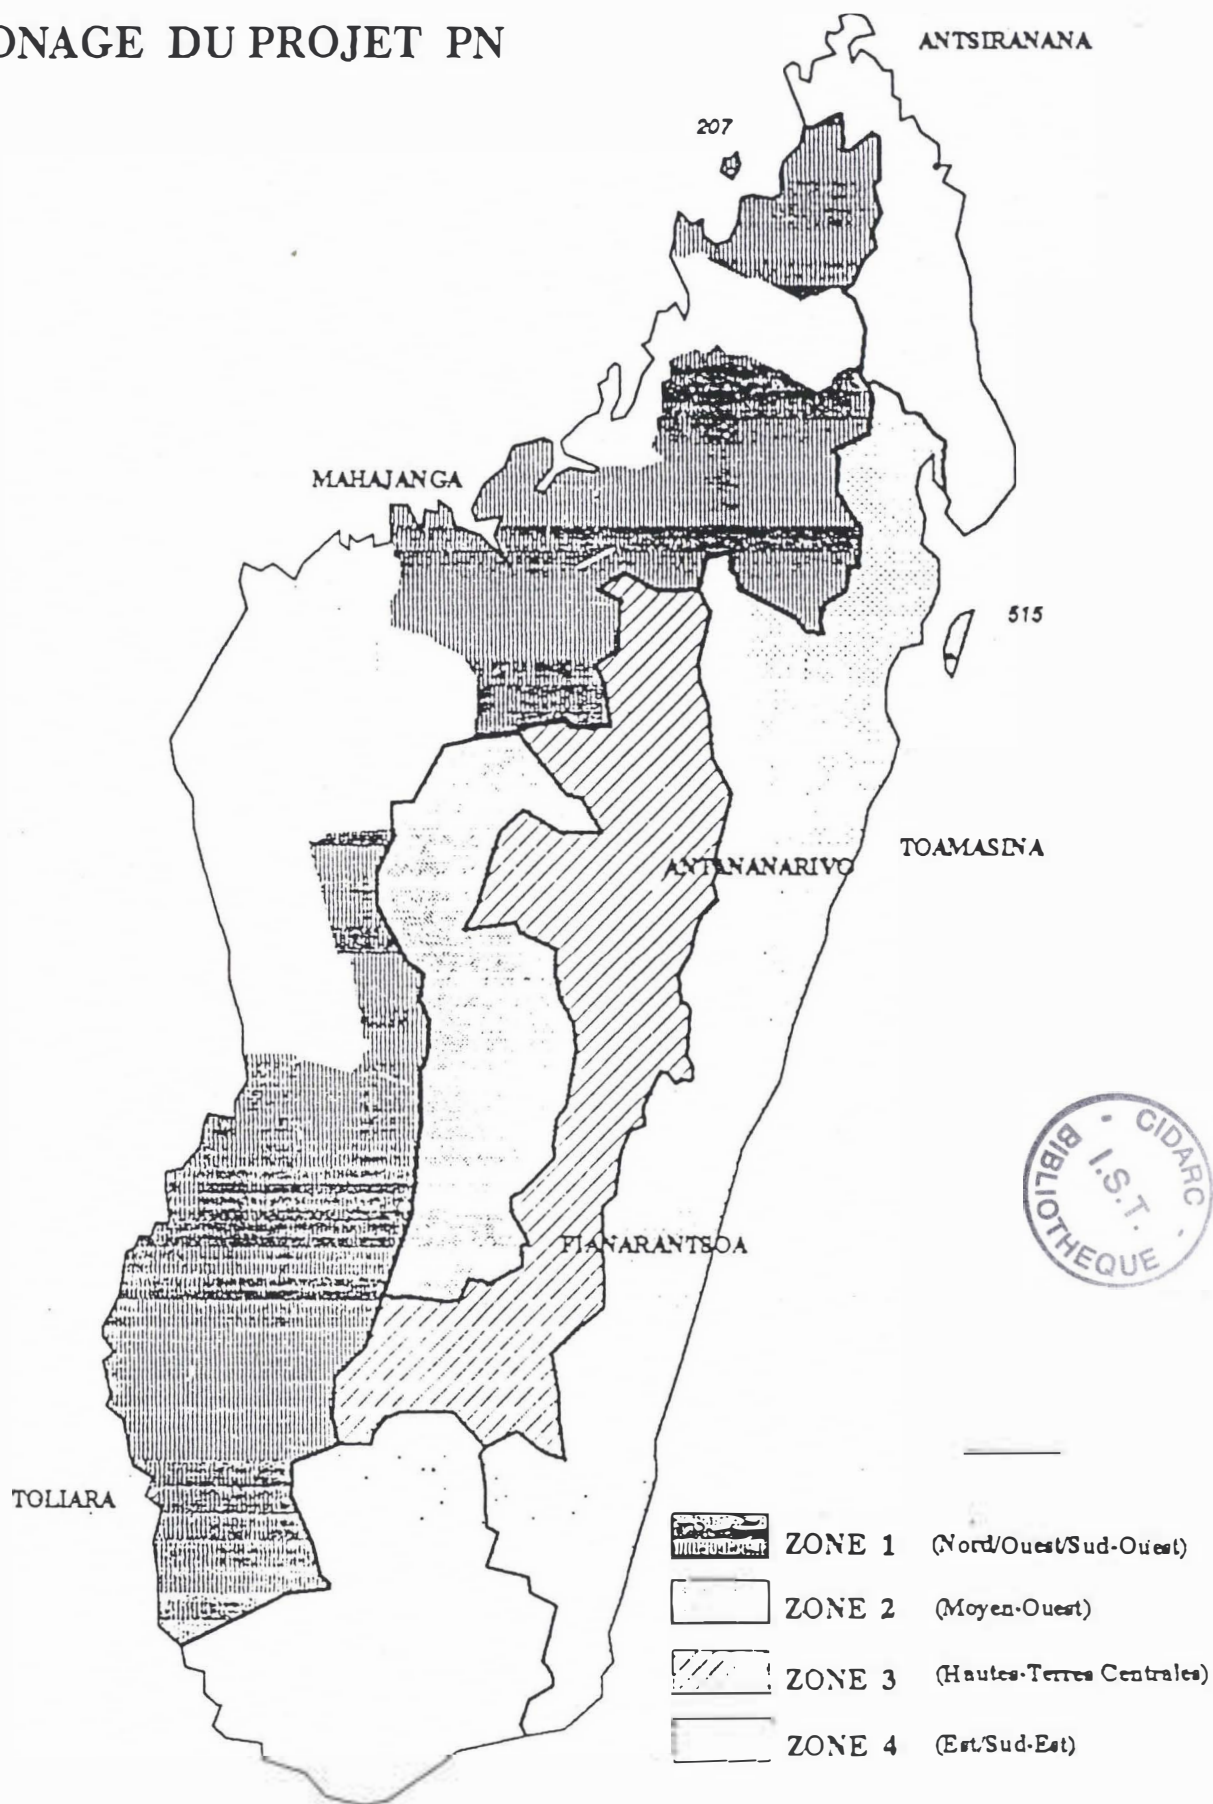 ONAGE DU PROJET PN
ANTSIRANANA
207
MAHAJANGA
515
TOAMASINA
ANTANANARIVO
CIDARC
I.S.T.
BIBLIOTHEQUE
FIANARANTSOA
TOLIARA
ZONE 1 (Nord/Ouest/Sud-Ouest)
ZONE 2 (Moyen-Ouest)
ZONE 3 (Hautes-Terres Centrales)
ZONE 4 (Est/Sud-Est)